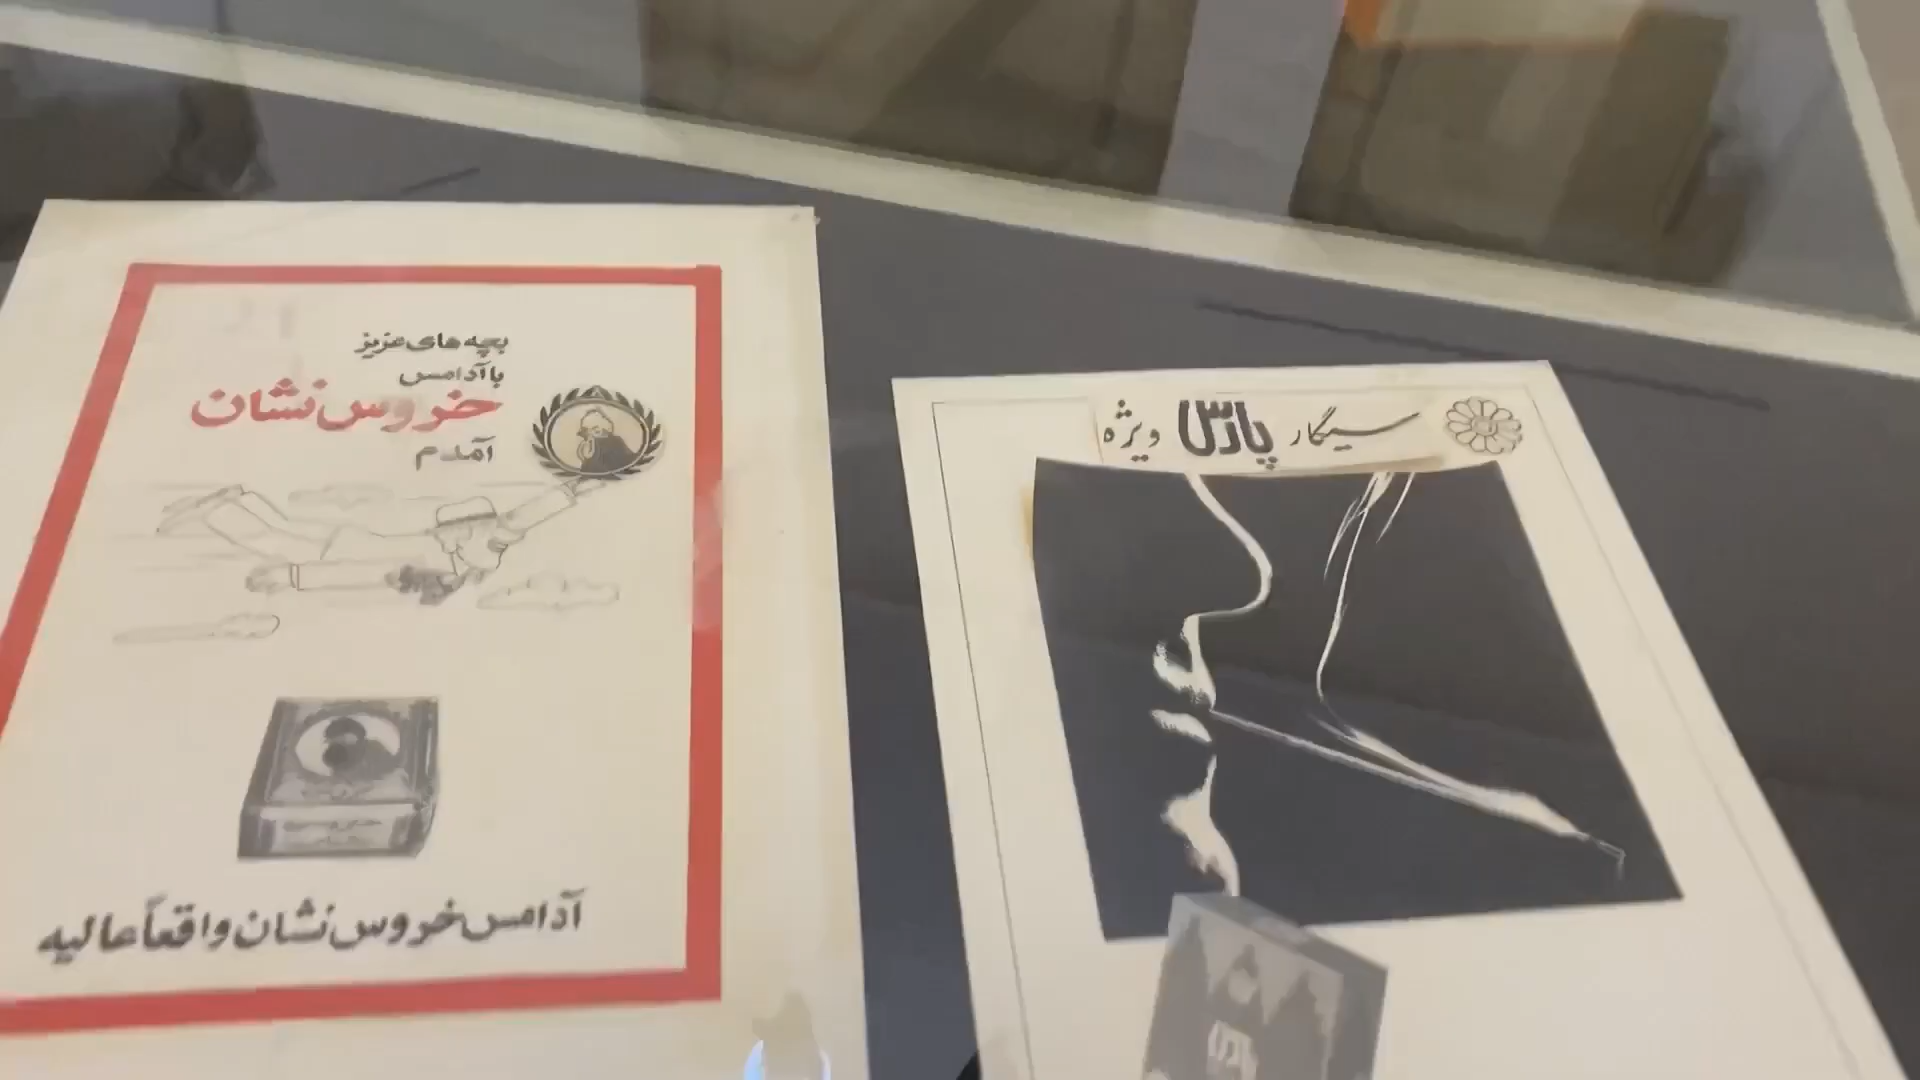 بچه های عزیز
با آدامس
خروس نشان
آمدم
آدامس خروس نشان واقعاً عالیه
سیگار پارس ویژه